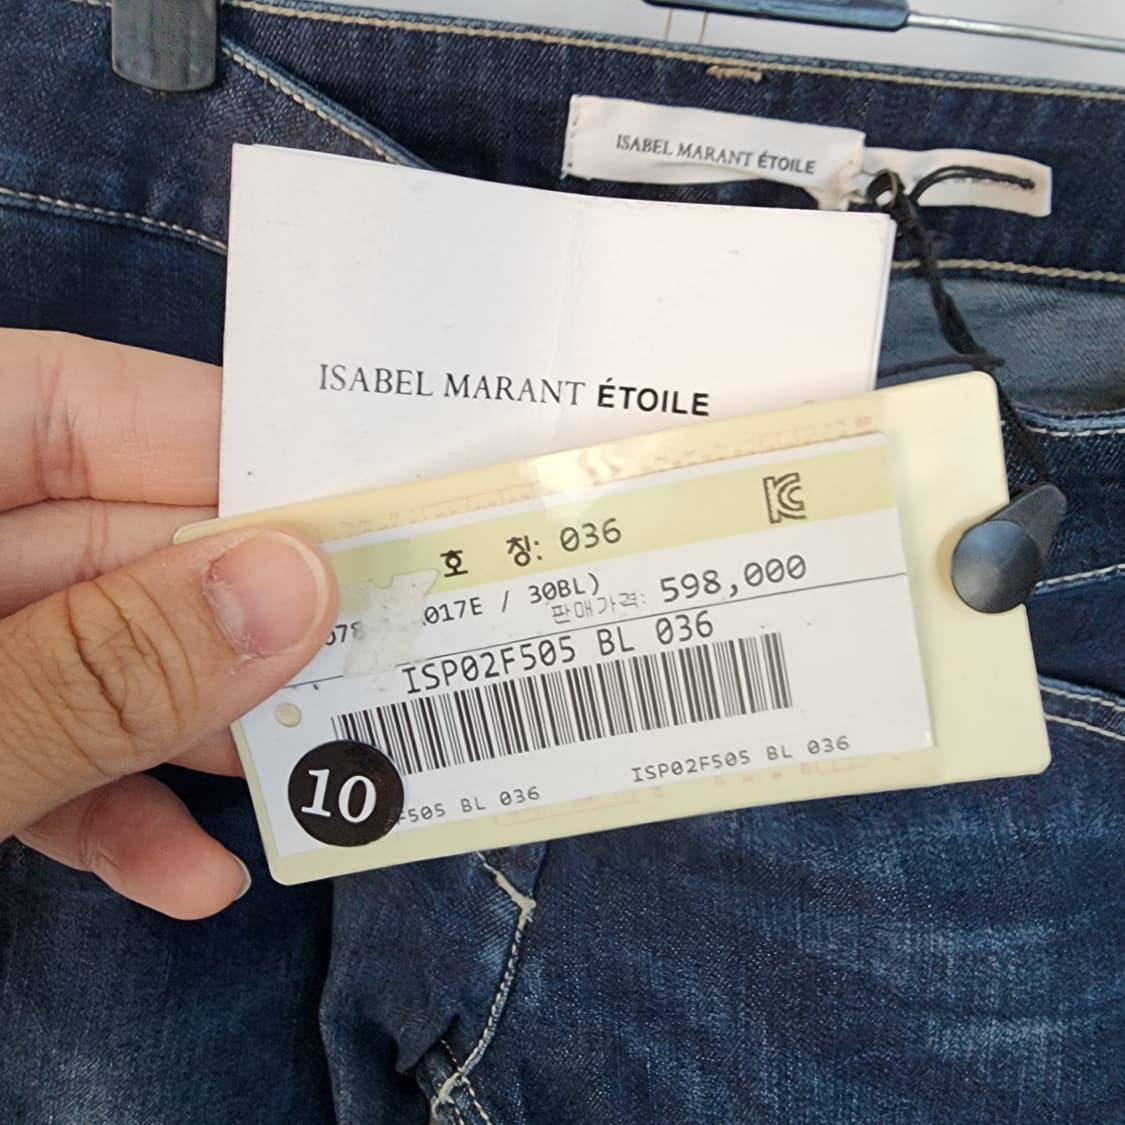 ISABEL MARANT ÉTOILE
ISABEL MARANT ÉTOILE
호 칭: 036
017E / 30BL)
판매가격: 598,000
ISP02F505 BL 036
10
F505 BL 036
ISP02F505 BL 036